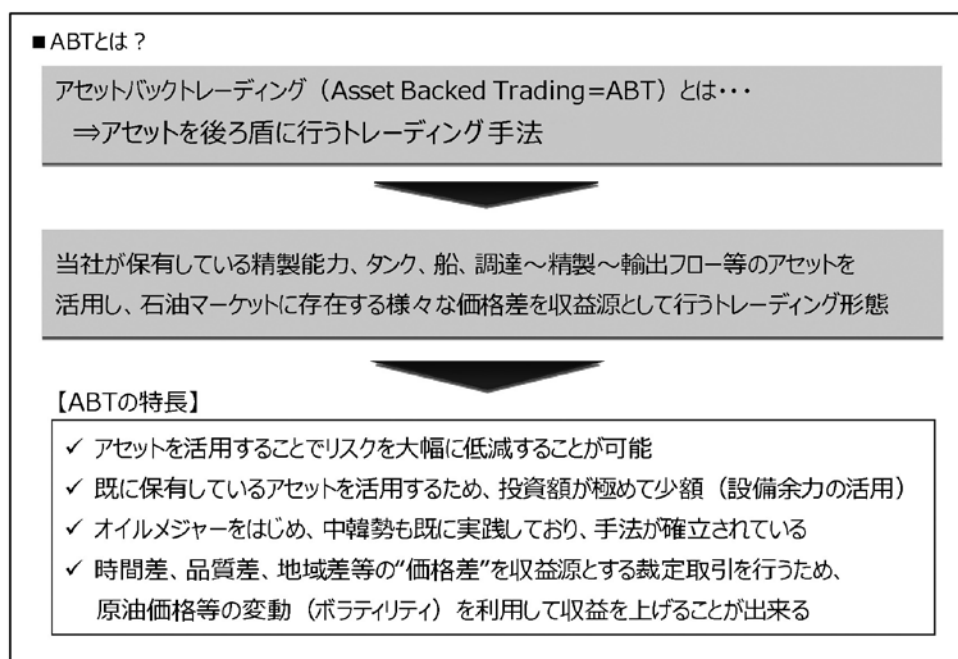 ■ABTとは？
アセットバックトレーディング（Asset Backed Trading=ABT）とは・・・
⇒アセットを後ろ盾に行うトレーディング手法
当社が保有している精製能力、タンク、船、調達～精製～輸出フロー等のアセットを
活用し、石油マーケットに存在する様々な価格差を収益源として行うトレーディング形態
【ABTの特長】
✓ アセットを活用することでリスクを大幅に低減することが可能
✓ 既に保有しているアセットを活用するため、投資額が極めて少額（設備余力の活用）
✓ オイルメジャーをはじめ、中韓勢も既に実践しており、手法が確立されている
✓ 時間差、品質差、地域差等の“価格差”を収益源とする裁定取引を行うため、
原油価格等の変動（ボラティリティ）を利用して収益を上げることが出来る